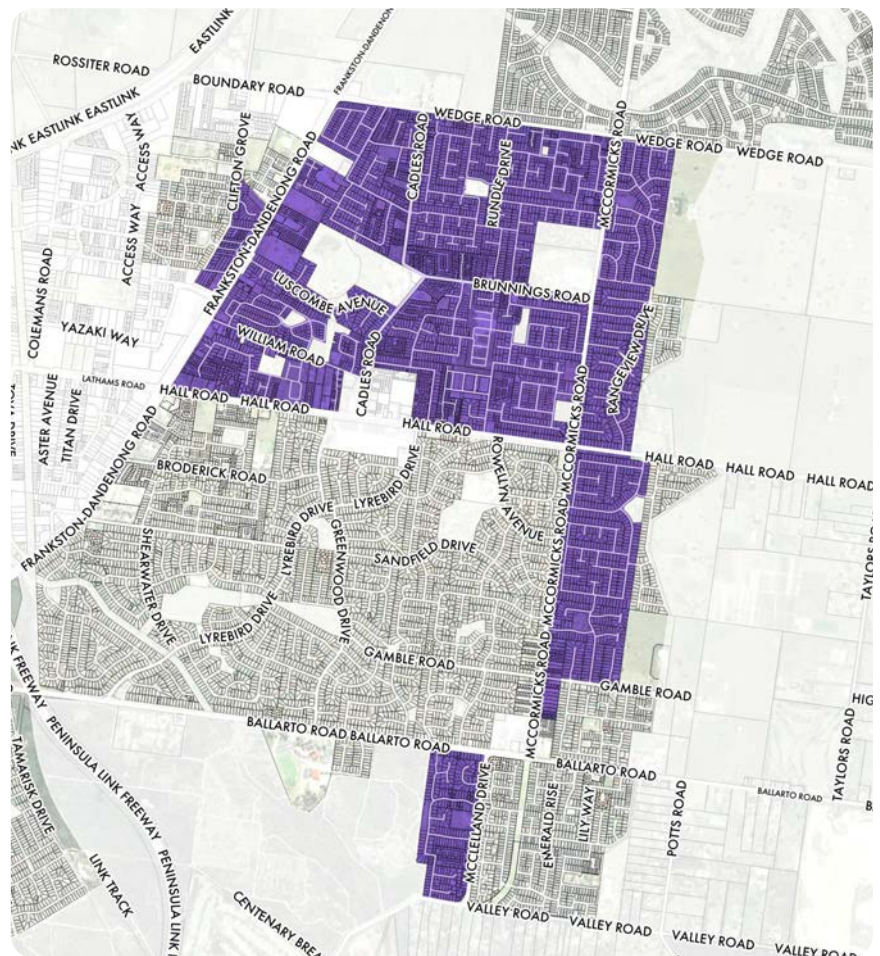 EASTLINK
FRANKSTON-DANDENONG
ROSSITER ROAD
BOUNDARY ROAD
NK EASTLINK EASTLINK
ACCESS WAY
CLIFTON GROVE
WEDGE ROAD
MCCORMICKS ROAD
WEDGE ROAD
WEDGE ROAD
CADLES ROAD
RUNDLE DRIVE
FRANKSTON-DANDENONG ROAD
ACCESS WAY
COLEMANS ROAD
LUSCOMBE AVENUE
BRUNNINGS ROAD
YAZAKI WAY
WILLIAM ROAD
RANGEVIEW DRIVE
CADLES ROAD
LATHAMS ROAD
HALL ROAD
HALL ROAD
ASTER AVENUE
TITAN DRIVE
HALL ROAD
MCCORMICKS ROAD
HALL ROAD
HALL ROAD
HALL ROAD
FRANKSTON-DANDENONG ROAD
BRODERICK ROAD
LYREBIRD DRIVE
ROWELLYN AVENUE
MCCORMICKS ROAD
LYREBIRD DRIVE
GREENWOOD DRIVE
SANDFIELD DRIVE
SHEARWATER DRIVE
MCCORMICKS ROAD
LYREBIRD DRIVE
GAMBLE ROAD
MCCORMICKS ROAD
GAMBLE ROAD
TAYLORS ROAD
BALLARTO ROAD
BALLARTO ROAD
MCCORMICKS ROAD
BALLARTO ROAD
BALLARTO ROAD
PENINSULA LINK FREEWAY
TAMARISK DRIVE
MCCLELLAND DRIVE
EMERALD RISE
LILY WAY
POTTS ROAD
LINK TRACK
VALLEY ROAD
VALLEY ROAD
VALLEY ROAD
VALLEY ROAD